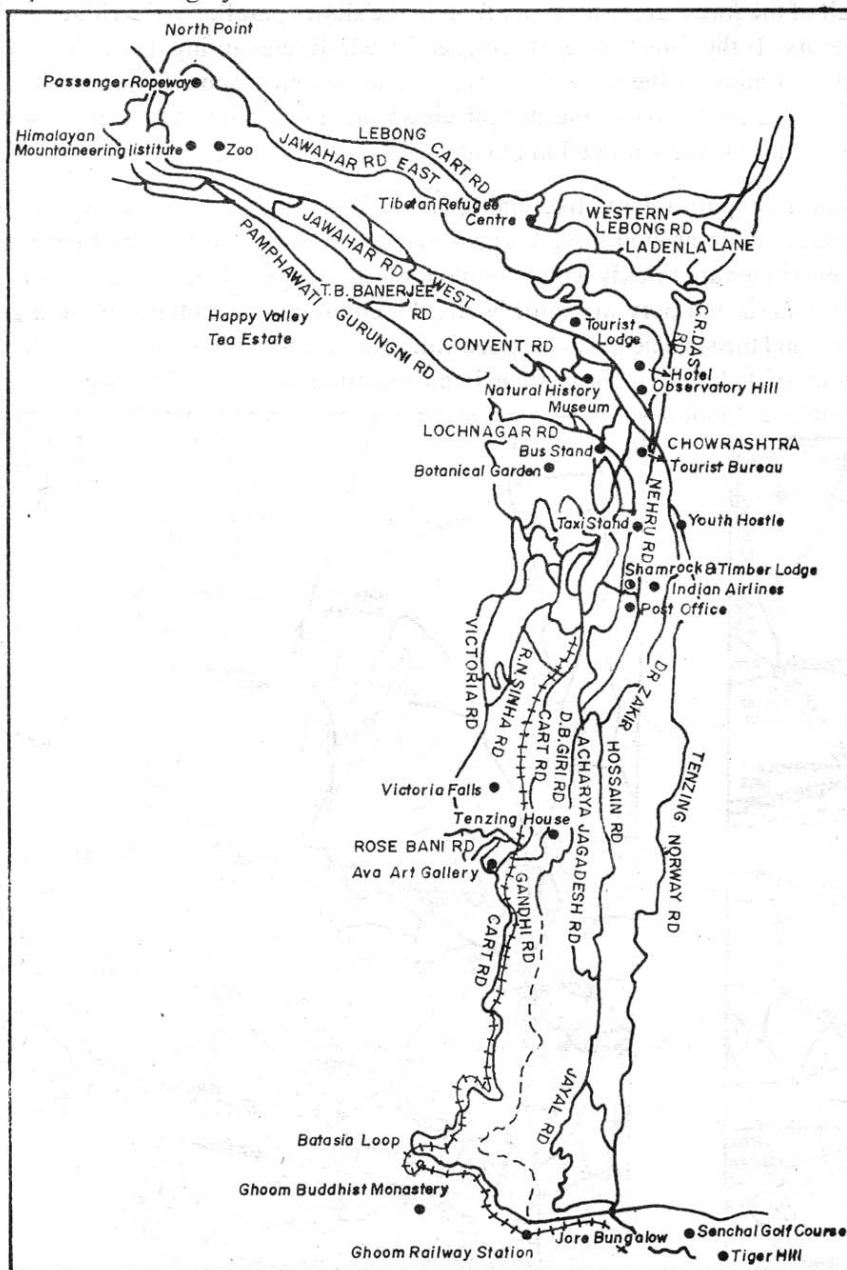 North Point
Passenger Ropeway
Himalayan
Mountaineering Iistitute
Zoo
LEBONG CART RD
JAWAHAR RD EAST
Tibetan Refugee
Centre
WESTERN
LEBONG RD
LADENLA LANE
JAWAHAR RD WEST
PAMPHAWATI GURUNGNI RD
T.B. BANERJEE
RD
Happy Valley
Tea Estate
CONVENT RD
C.R.DAS
RD
Tourist
Lodge
Hotel
Observatory Hill
Natural History
Museum
LOCHNAGAR RD
CHOWRASHTRA
Bus Stand
Tourist Bureau
Botanical Garden
NEHRU RD
Taxi Stand
Youth Hostle
Shamrock & Timber Lodge
Indian Airlines
Post Office
VICTORIA RD
R.N. SINHA RD
CART RD
D.B.GIRI RD
ACHARYA JAGADESH RD
DR ZAKIR
HOSSAIN RD
TENZING NORWAY RD
Victoria Falls
Tenzing House
ROSE BANI RD
Ava Art Gallery
GANDHI RD
CART RD
JAYAL RD
Batasia Loop
Ghoom Buddhist Monastery
Jore Bungalow
Senchal Golf Course
Ghoom Railway Station
Tiger Hill